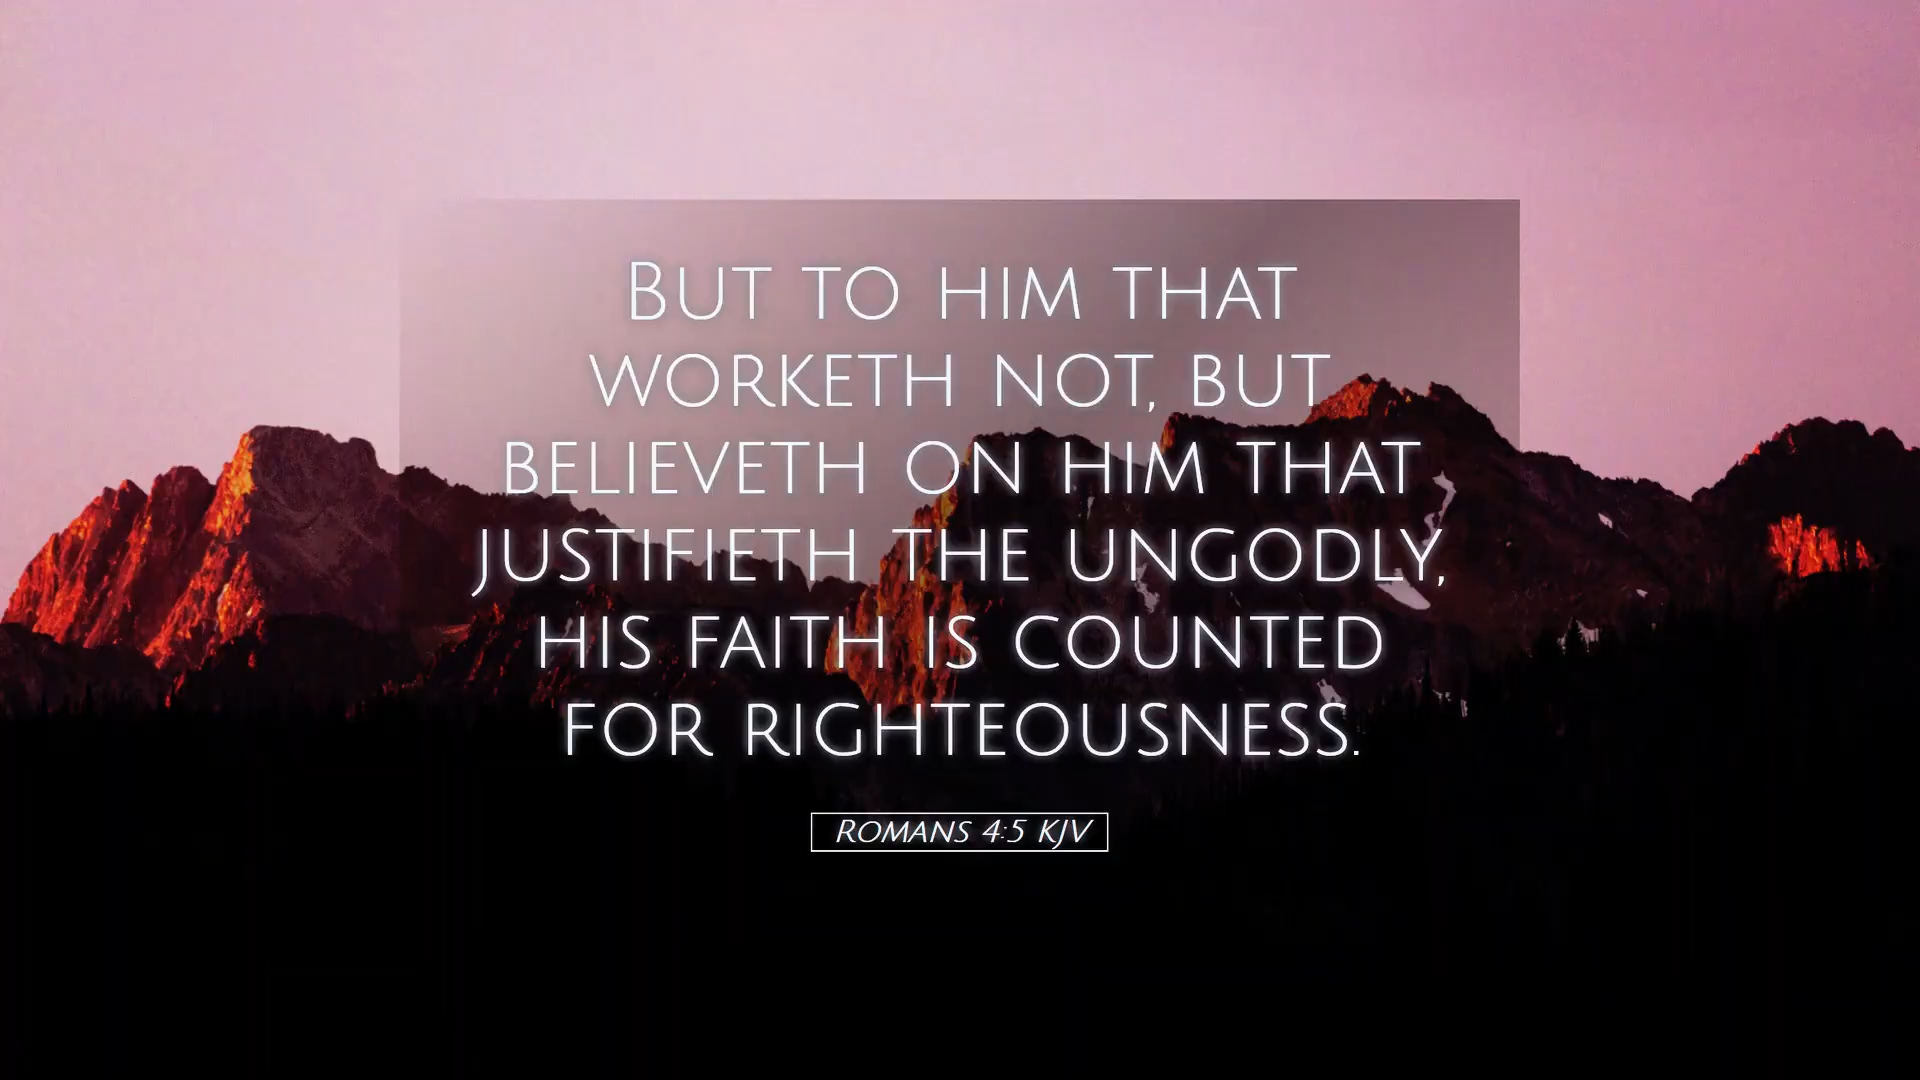 But to him that
worketh not, but
believeth on him that
justifieth the ungodly,
his faith is counted
for righteousness.
Romans 4:5 KJV